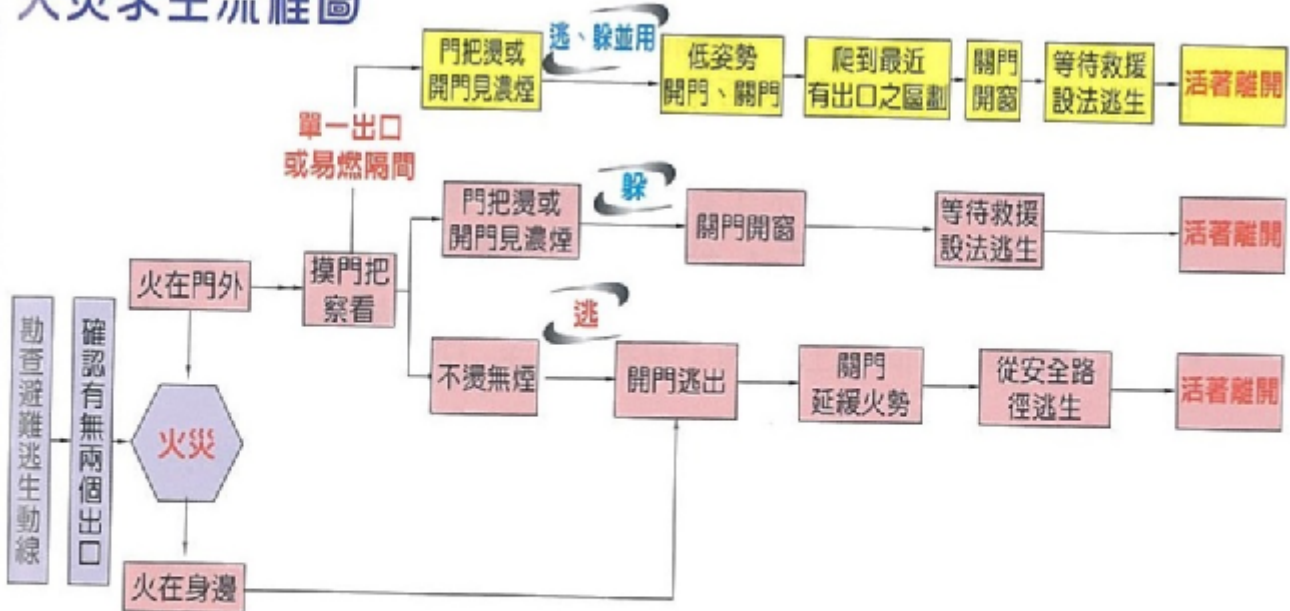 火災求生流程圖
逃、躲並用
門把燙或
開門見濃煙
低姿勢
開門、關門
爬到最近
有出口之區劃
關門
開窗
等待救援
設法逃生
活著離開
單一出口
或易燃隔間
躲
門把燙或
開門見濃煙
關門開窗
等待救援
設法逃生
活著離開
火在門外
摸門把
察看
逃
不燙無煙
開門逃出
關門
延緩火勢
從安全路
徑逃生
活著離開
勘查避難逃生動線
確認有無兩個出口
火災
火在身邊